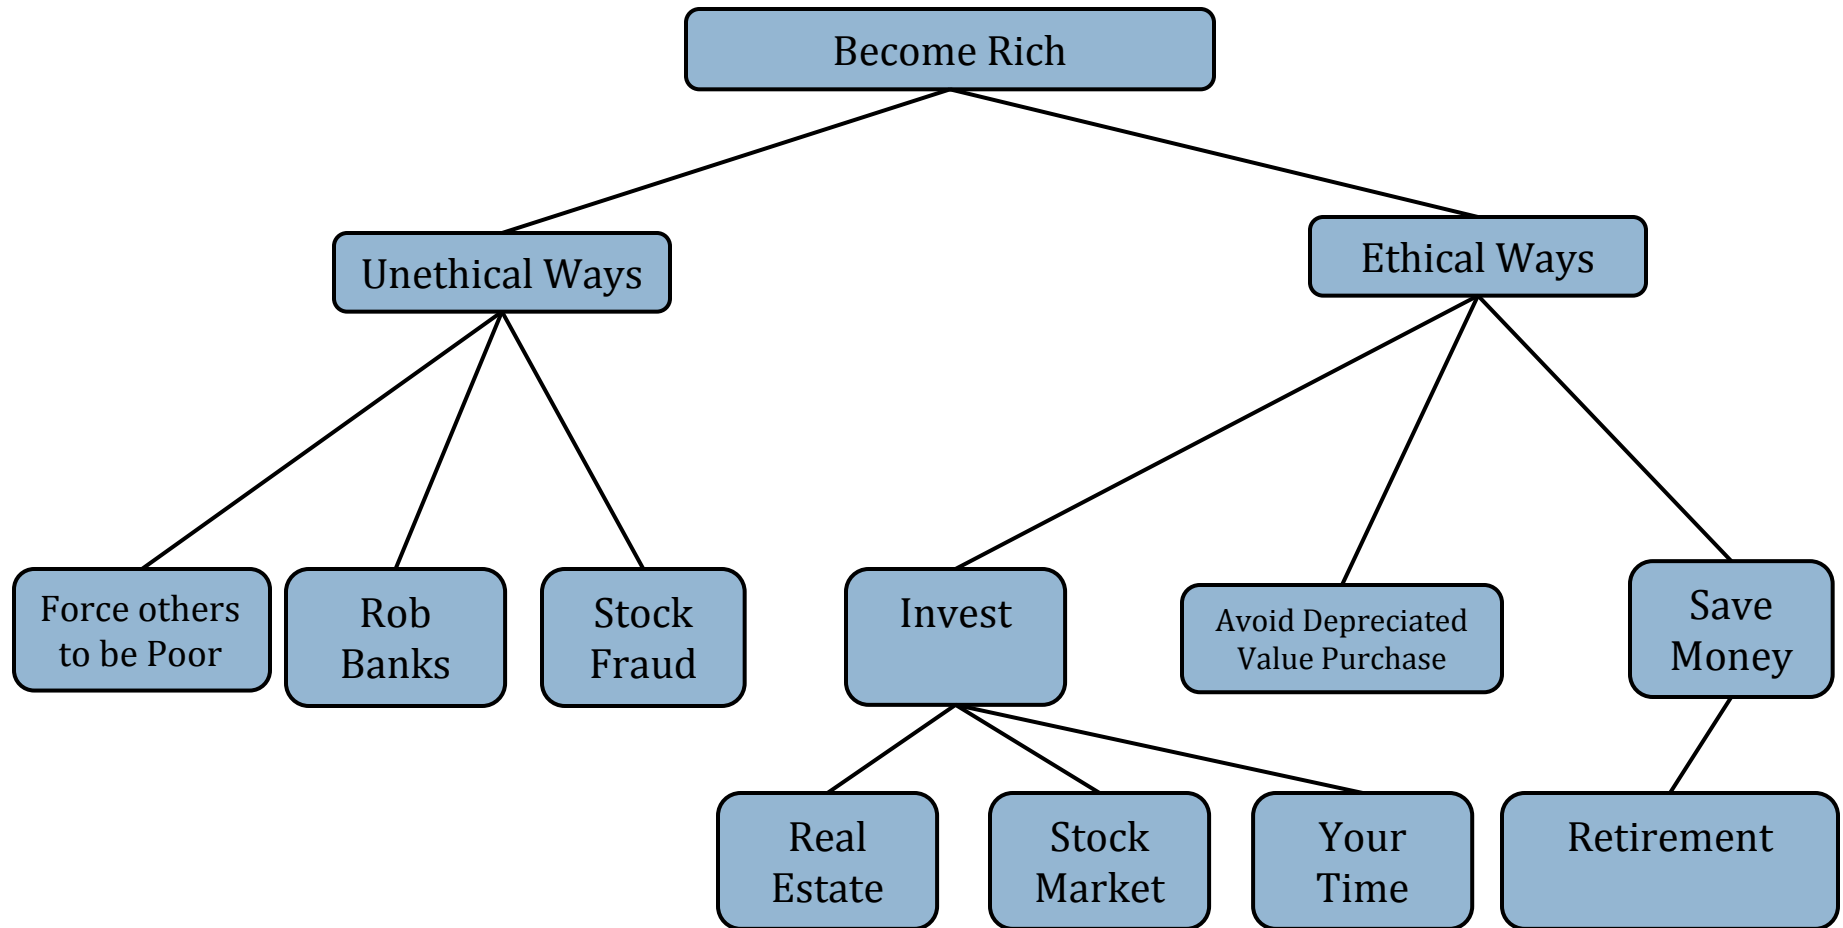 Become Rich
Unethical Ways
Ethical Ways
Force others
to be Poor
Rob
Banks
Stock
Fraud
Invest
Avoid Depreciated
Value Purchase
Save
Money
Real
Estate
Stock
Market
Your
Time
Retirement